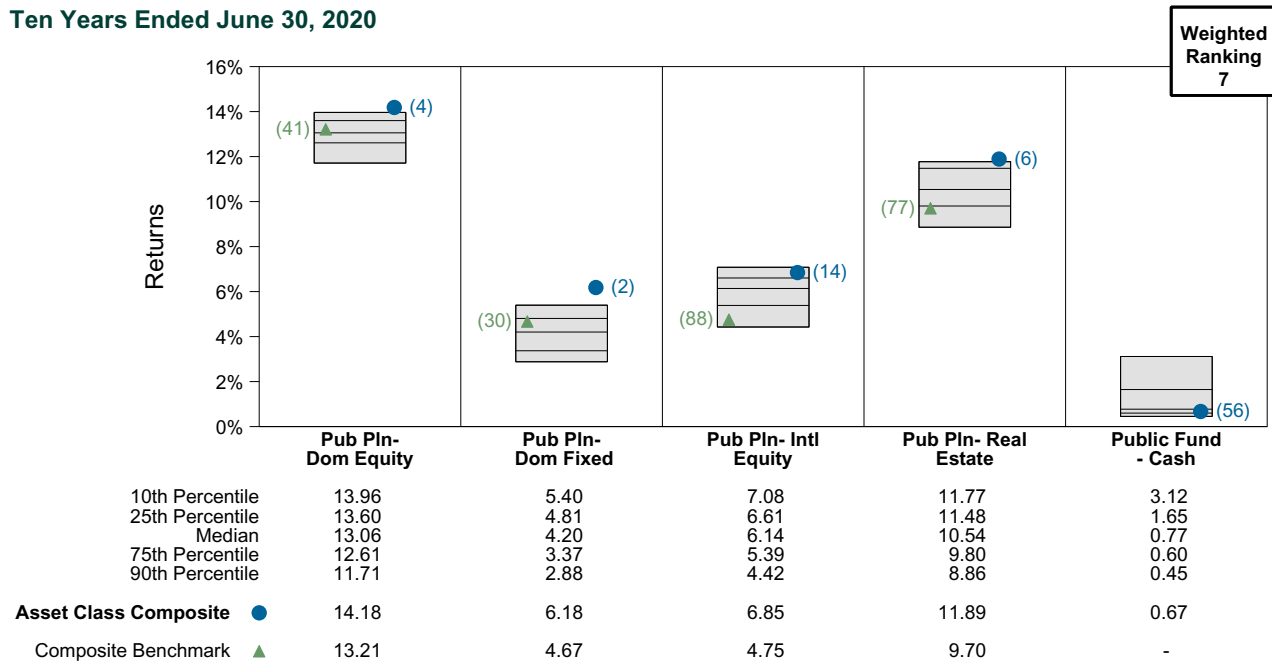 Ten Years Ended June 30, 2020
Weighted
Ranking
7
Returns
16%
14%
12%
10%
8%
6%
4%
2%
0%
(41)
(4)
(30)
(2)
(88)
(14)
(77)
(6)
(56)
Pub Pln- Pub Pln- Pub Pln- Intl Pub Pln- Real Public Fund
Dom Equity Dom Fixed Equity Estate - Cash
10th Percentile 13.96 5.40 7.08 11.77 3.12
25th Percentile 13.60 4.81 6.61 11.48 1.65
Median 13.06 4.20 6.14 10.54 0.77
75th Percentile 12.61 3.37 5.39 9.80 0.60
90th Percentile 11.71 2.88 4.42 8.86 0.45
Asset Class Composite 14.18 6.18 6.85 11.89 0.67
Composite Benchmark 13.21 4.67 4.75 9.70 -